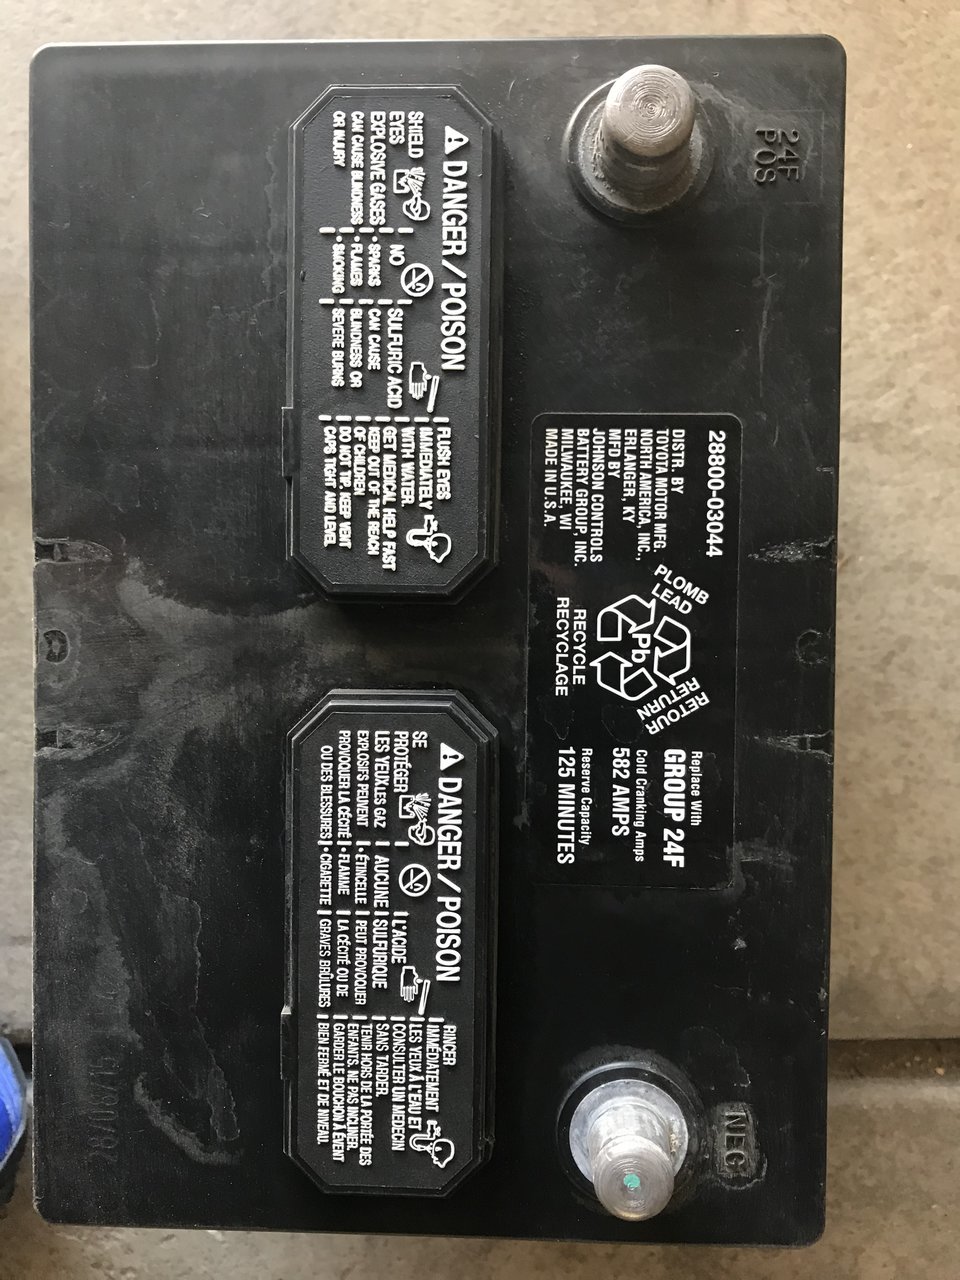 24F
POS
28800-03044
DISTR. BY
TOYOTA MOTOR MFG.
NORTH AMERICA, INC.,
ERLANGER, KY
MFD BY
JOHNSON CONTROLS
BATTERY GROUP, INC.
MILWAUKEE, WI
MADE IN U.S.A.
PLOMB
LEAD
Pb
RETOUR
RETURN
RECYCLE
RECYCLAGE
Replace With
GROUP 24F
Cold Cranking Amps
582 AMPS
Reserve Capacity
125 MINUTES
NEG
DANGER/POISON
SHIELD
EYES
EXPLOSIVE GASES
CAN CAUSE BLINDNESS
OR INJURY
NO
• SPARKS
• FLAMES
• SMOKING
SULFURIC ACID
CAN CAUSE
BLINDNESS OR
SEVERE BURNS
FLUSH EYES
IMMEDIATELY
WITH WATER.
GET MEDICAL HELP FAST
KEEP OUT OF THE REACH
OF CHILDREN
DO NOT TIP. KEEP VENT
CAPS TIGHT AND LEVEL
DANGER/POISON
SE
PROTÉGER
LES YEUX.LES GAZ
EXPLOSIFS PEUVENT
PROVOQUER LA CÉCITÉ
OU DES BLESSURES
AUCUNE
• ÉTINCELLE
• FLAMME
• CIGARETTE
L'ACIDE
SULFURIQUE
PEUT PROVOQUER
LA CÉCITÉ OU DE
GRAVES BRÛLURES
RINCER
IMMÉDIATEMENT
LES YEUX À L'EAU ET
CONSULTER UN MEDECIN
SANS TARDER.
TENIR HORS DE LA PORTÉE DES
ENFANTS. NE PAS INCLINER.
GARDER LE BOUCHON À ÉVENT
BIEN FERMÉ ET DE NIVEAU.